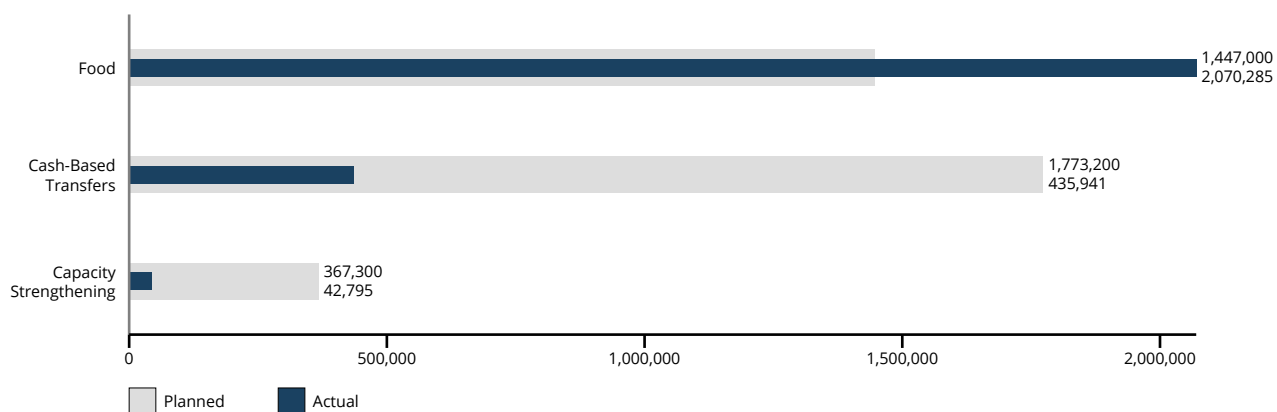 Food
1,447,000
2,070,285
Cash-Based
Transfers
1,773,200
435,941
Capacity
Strengthening
367,300
42,795
0 500,000 1,000,000 1,500,000 2,000,000
Planned Actual